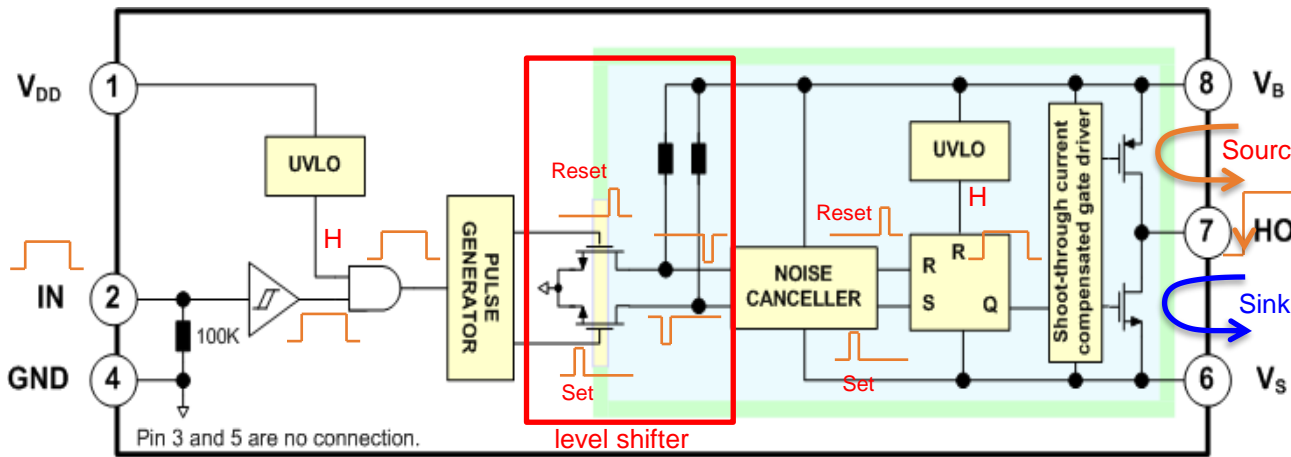 1
VDD
UVLO
H
IN
2
100K
GND
4
Pin 3 and 5 are no connection.
PULSE
GENERATOR
Reset
Set
level shifter
NOISE
CANCELLER
Reset
Set
UVLO
H
R
R
S
Q
Shoot-through current
compensated gate driver
8
VB
Sourc
7
HO
Sink
6
VS